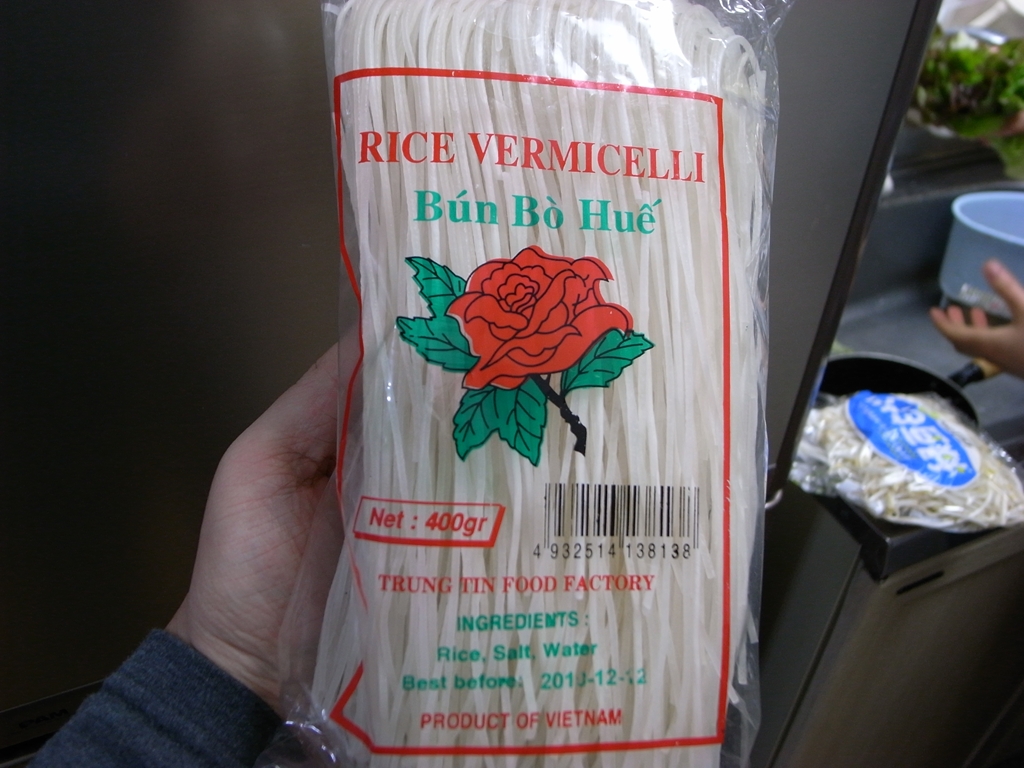 RICE VERMICELLI
Bún Bò Huế
Net : 400gr
4 932514 138138
TRUNG TIN FOOD FACTORY
INGREDIENTS :
Rice, Salt, Water
Best before:
PRODUCT OF VIETNAM